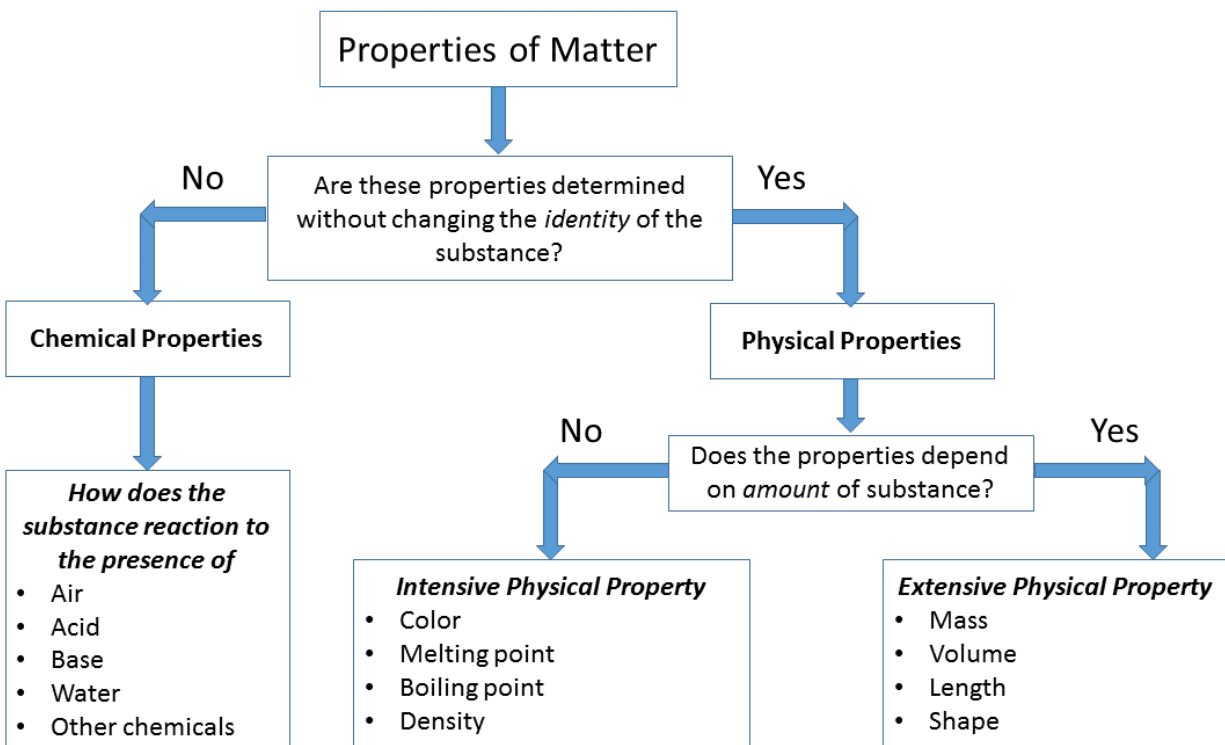 Properties of Matter
No
Are these properties determined
without changing the identity of the
substance?
Yes
Chemical Properties
Physical Properties
No
Does the properties depend
on amount of substance?
Yes
How does the
substance reaction to
the presence of
• Air
• Acid
• Base
• Water
• Other chemicals
Intensive Physical Property
• Color
• Melting point
• Boiling point
• Density
Extensive Physical Property
• Mass
• Volume
• Length
• Shape